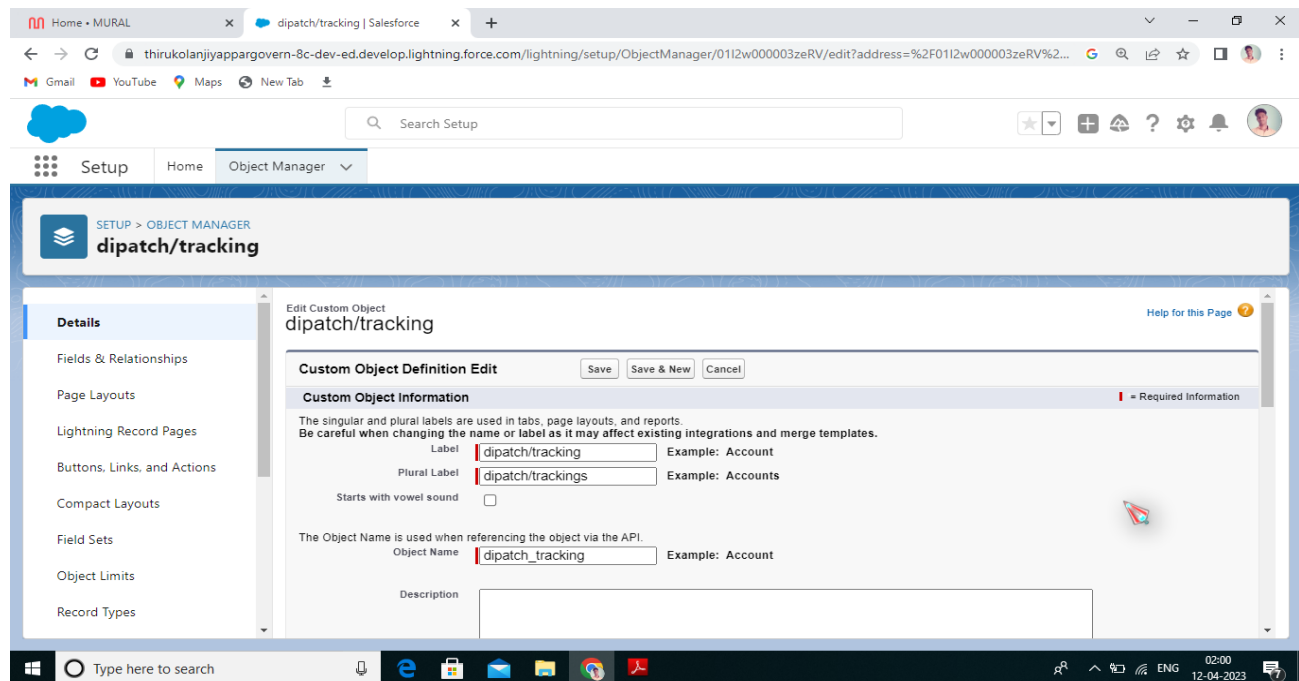 Home • MURAL
dipatch/tracking | Salesforce
thirukolanjiyappargovern-8c-dev-ed.develop.lightning.force.com/lightning/setup/ObjectManager/01I2w000003zeRV/edit?address=%2F01I2w000003zeRV%2...
Gmail YouTube Maps New Tab
Search Setup
Setup Home Object Manager
SETUP > OBJECT MANAGER
dipatch/tracking
Details
Fields & Relationships
Page Layouts
Lightning Record Pages
Buttons, Links, and Actions
Compact Layouts
Field Sets
Object Limits
Record Types
Edit Custom Object
dipatch/tracking
Help for this Page
Custom Object Definition Edit Save Save & New Cancel
Custom Object Information = Required Information
The singular and plural labels are used in tabs, page layouts, and reports.
Be careful when changing the name or label as it may affect existing integrations and merge templates.
Label dipatch/tracking Example: Account
Plural Label dipatch/trackings Example: Accounts
Starts with vowel sound
The Object Name is used when referencing the object via the API.
Object Name dipatch_tracking Example: Account
Description
Type here to search
ENG
02:00
12-04-2023